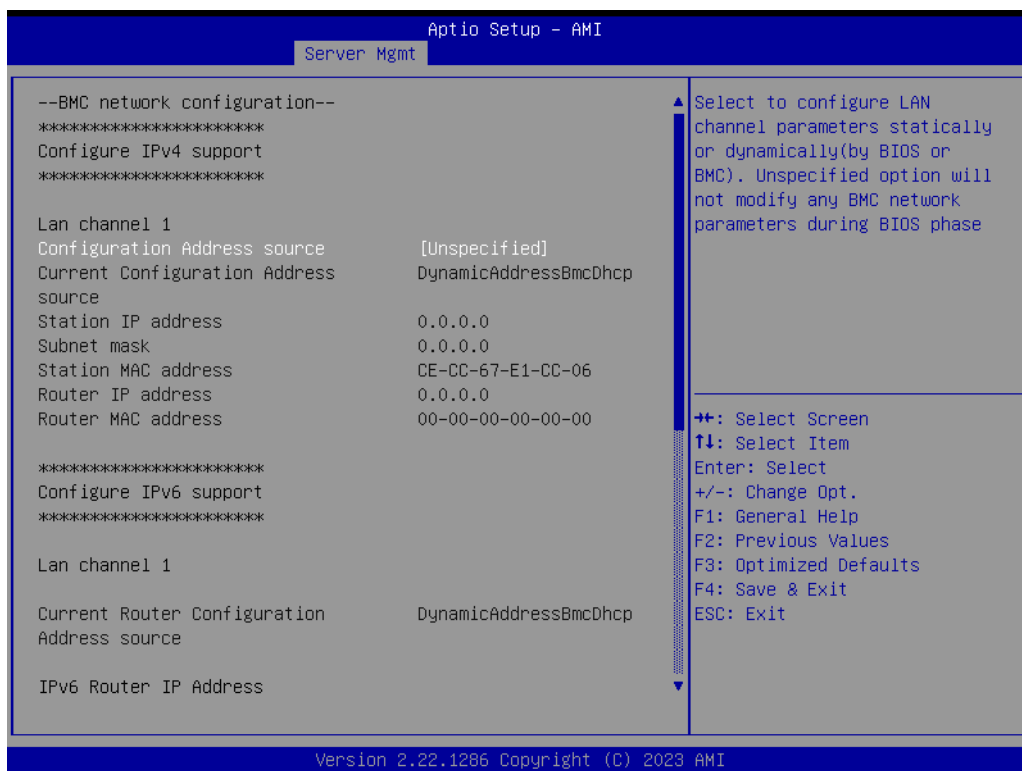 Aptio Setup - AMI
Server Mgmt
--BMC network configuration--
***********************
Configure IPv4 support
***********************
Lan channel 1
Configuration Address source [Unspecified]
Current Configuration Address DynamicAddressBmcDhcp
source
Station IP address 0.0.0.0
Subnet mask 0.0.0.0
Station MAC address CE-CC-67-E1-CC-06
Router IP address 0.0.0.0
Router MAC address 00-00-00-00-00-00
***********************
Configure IPv6 support
***********************
Lan channel 1
Current Router Configuration DynamicAddressBmcDhcp
Address source
IPv6 Router IP Address
Select to configure LAN
channel parameters statically
or dynamically(by BIOS or
BMC). Unspecified option will
not modify any BMC network
parameters during BIOS phase
→←: Select Screen
↑↓: Select Item
Enter: Select
+/-: Change Opt.
F1: General Help
F2: Previous Values
F3: Optimized Defaults
F4: Save & Exit
ESC: Exit
Version 2.22.1286 Copyright (C) 2023 AMI